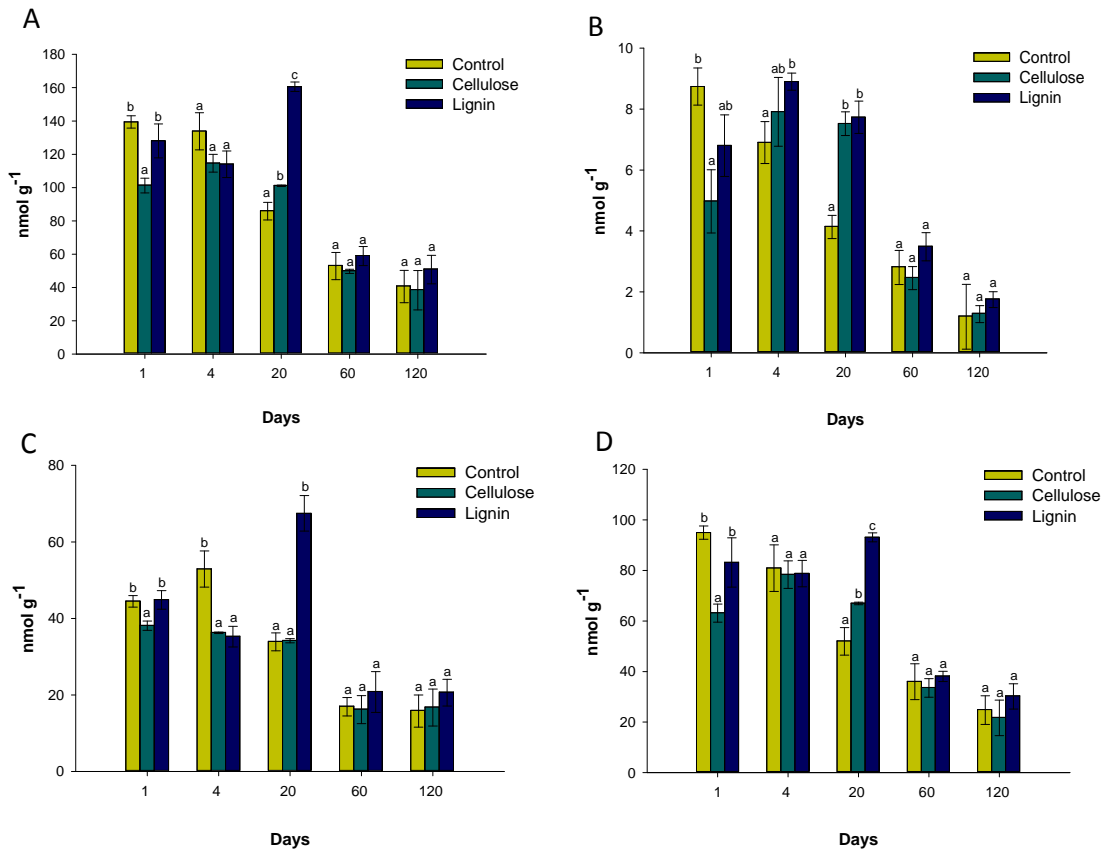 A
180
160
140
120
100
80
60
40
20
0
nmol g-1
Control
Cellulose
Lignin
b a b
a a a
a b c
a a a
a a a
1 4 20 60 120
Days
B
10
8
6
4
2
0
nmol g-1
Control
Cellulose
Lignin
b a ab
a ab b
a b b
a a a
a a a
1 4 20 60 120
Days
C
80
60
40
20
0
nmol g-1
Control
Cellulose
Lignin
b a b
b a a
a a b
a a a
a a a
1 4 20 60 120
Days
D
120
100
80
60
40
20
0
nmol g-1
Control
Cellulose
Lignin
b a b
a a a
a b c
a a a
a a a
1 4 20 60 120
Days